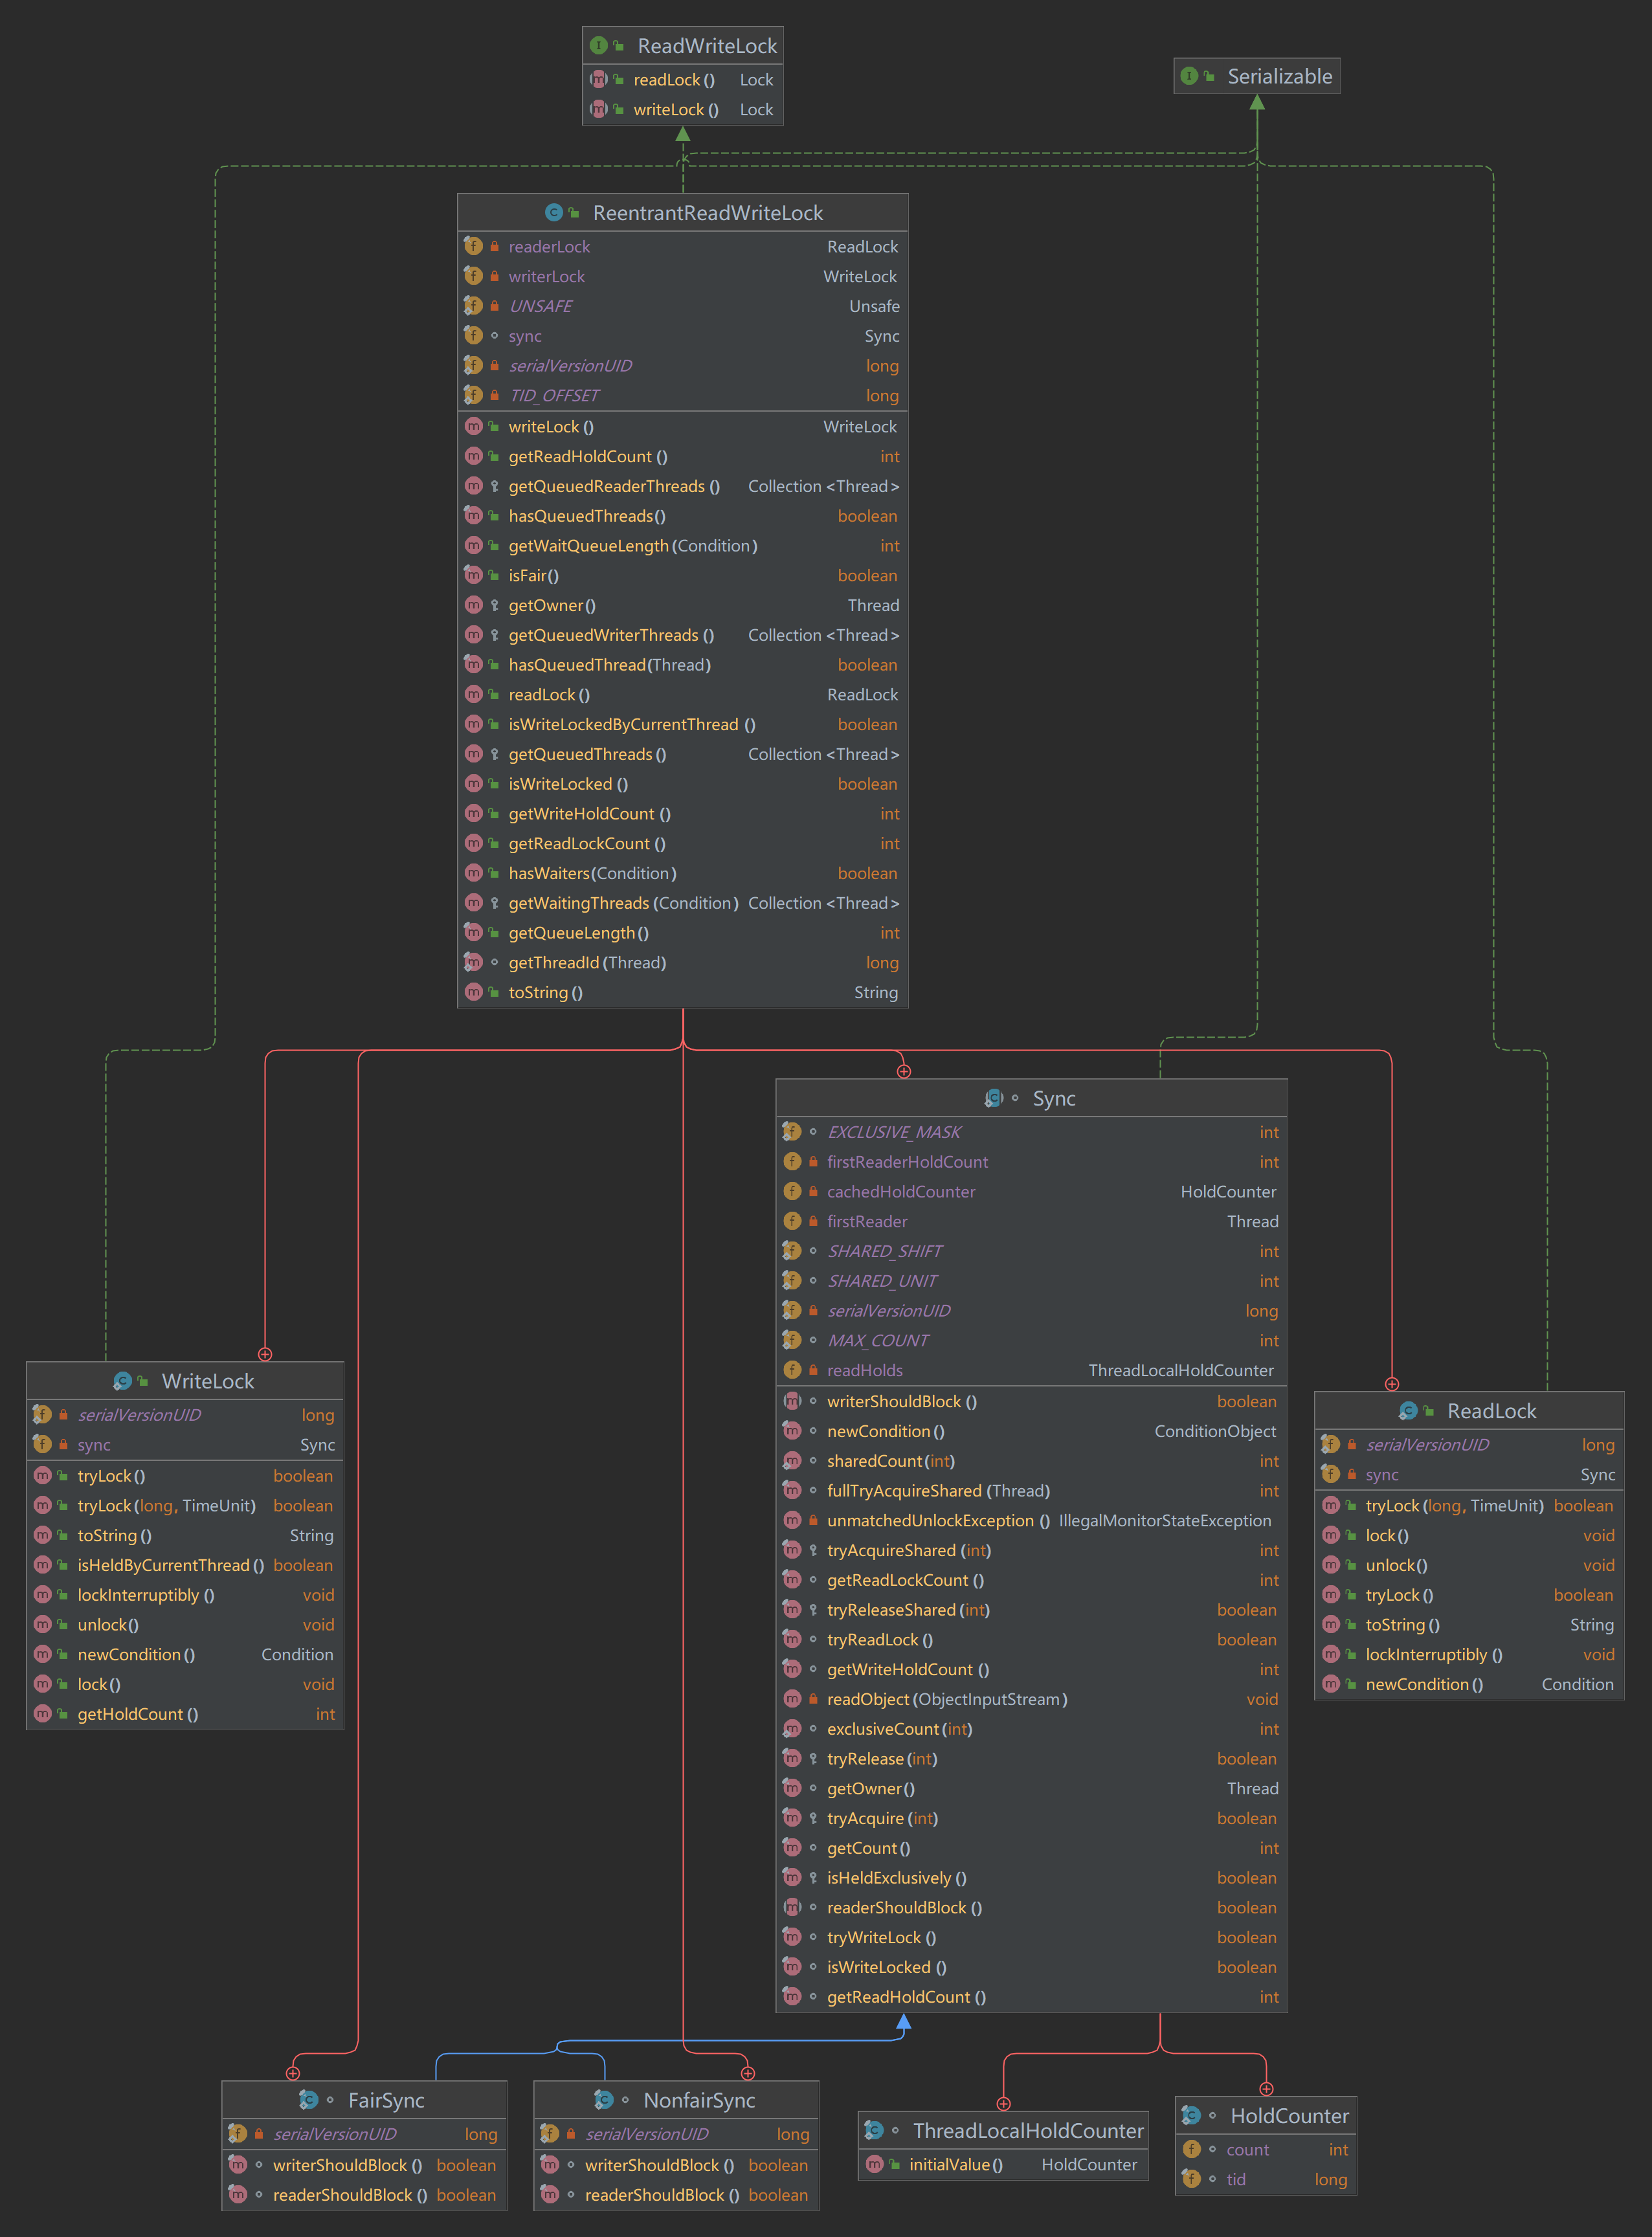 ReadWriteLock
readLock() Lock
writeLock() Lock
Serializable
ReentrantReadWriteLock
readerLock ReadLock
writerLock WriteLock
UNSAFE Unsafe
sync Sync
serialVersionUID long
TID_OFFSET long
writeLock() WriteLock
getReadHoldCount() int
getQueuedReaderThreads() Collection<Thread>
hasQueuedThreads() boolean
getWaitQueueLength(Condition) int
isFair() boolean
getOwner() Thread
getQueuedWriterThreads() Collection<Thread>
hasQueuedThread(Thread) boolean
readLock() ReadLock
isWriteLockedByCurrentThread() boolean
getQueuedThreads() Collection<Thread>
isWriteLocked() boolean
getWriteHoldCount() int
getReadLockCount() int
hasWaiters(Condition) boolean
getWaitingThreads(Condition) Collection<Thread>
getQueueLength() int
getThreadId(Thread) long
toString() String
Sync
EXCLUSIVE_MASK int
firstReaderHoldCount int
cachedHoldCounter HoldCounter
firstReader Thread
SHARED_SHIFT int
SHARED_UNIT int
serialVersionUID long
MAX_COUNT int
readHolds ThreadLocalHoldCounter
writerShouldBlock() boolean
newCondition() ConditionObject
sharedCount(int) int
fullTryAcquireShared(Thread) int
unmatchedUnlockException() IllegalMonitorStateException
tryAcquireShared(int) int
getReadLockCount() int
tryReleaseShared(int) boolean
tryReadLock() boolean
getWriteHoldCount() int
readObject(ObjectInputStream) void
exclusiveCount(int) int
tryRelease(int) boolean
getOwner() Thread
tryAcquire(int) boolean
getCount() int
isHeldExclusively() boolean
readerShouldBlock() boolean
tryWriteLock() boolean
isWriteLocked() boolean
getReadHoldCount() int
WriteLock
serialVersionUID long
sync Sync
tryLock() boolean
tryLock(long, TimeUnit) boolean
toString() String
isHeldByCurrentThread() boolean
lockInterruptibly() void
unlock() void
newCondition() Condition
lock() void
getHoldCount() int
ReadLock
serialVersionUID long
sync Sync
tryLock(long, TimeUnit) boolean
lock() void
unlock() void
tryLock() boolean
toString() String
lockInterruptibly() void
newCondition() Condition
FairSync
serialVersionUID long
writerShouldBlock() boolean
readerShouldBlock() boolean
NonfairSync
serialVersionUID long
writerShouldBlock() boolean
readerShouldBlock() boolean
ThreadLocalHoldCounter
initialValue() HoldCounter
HoldCounter
count int
tid long